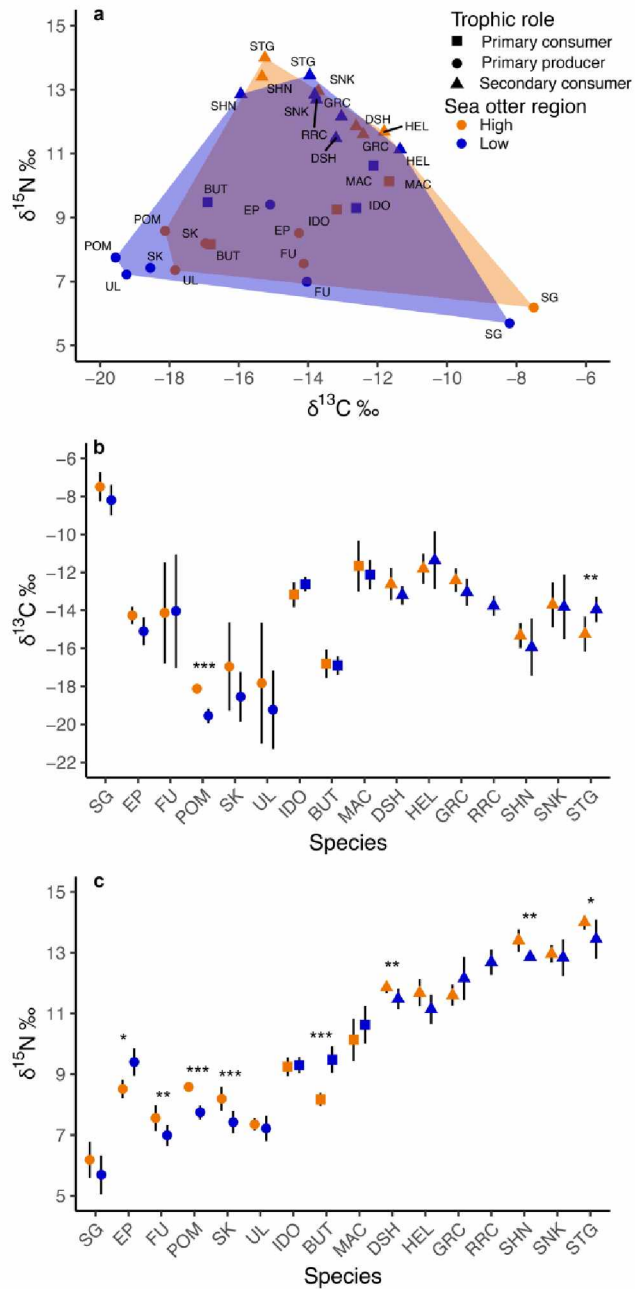 a
Trophic role
Primary consumer
Primary producer
Secondary consumer
Sea otter region
High
Low
15
13
11
9
7
5
δ15N ‰
STG
STG
SHN
SNK
SHN
SNK
GRC
RRC
DSH
HEL
DSH
GRC
HEL
BUT
MAC
MAC
POM
EP
IDO
IDO
SK
EP
BUT
FU
POM
SK
UL
UL
FU
SG
SG
−20 −18 −16 −14 −12 −10 −8 −6
δ13C ‰
b
−6
−8
−10
−12
−14
−16
−18
−20
−22
δ13C ‰
***
**
SG EP FU POM SK UL IDO BUT MAC DSH HEL GRC RRC SHN SNK STG
Species
c
15
13
11
9
7
5
δ15N ‰
* ** *** *** *** ** ** *
SG EP FU POM SK UL IDO BUT MAC DSH HEL GRC RRC SHN SNK STG
Species